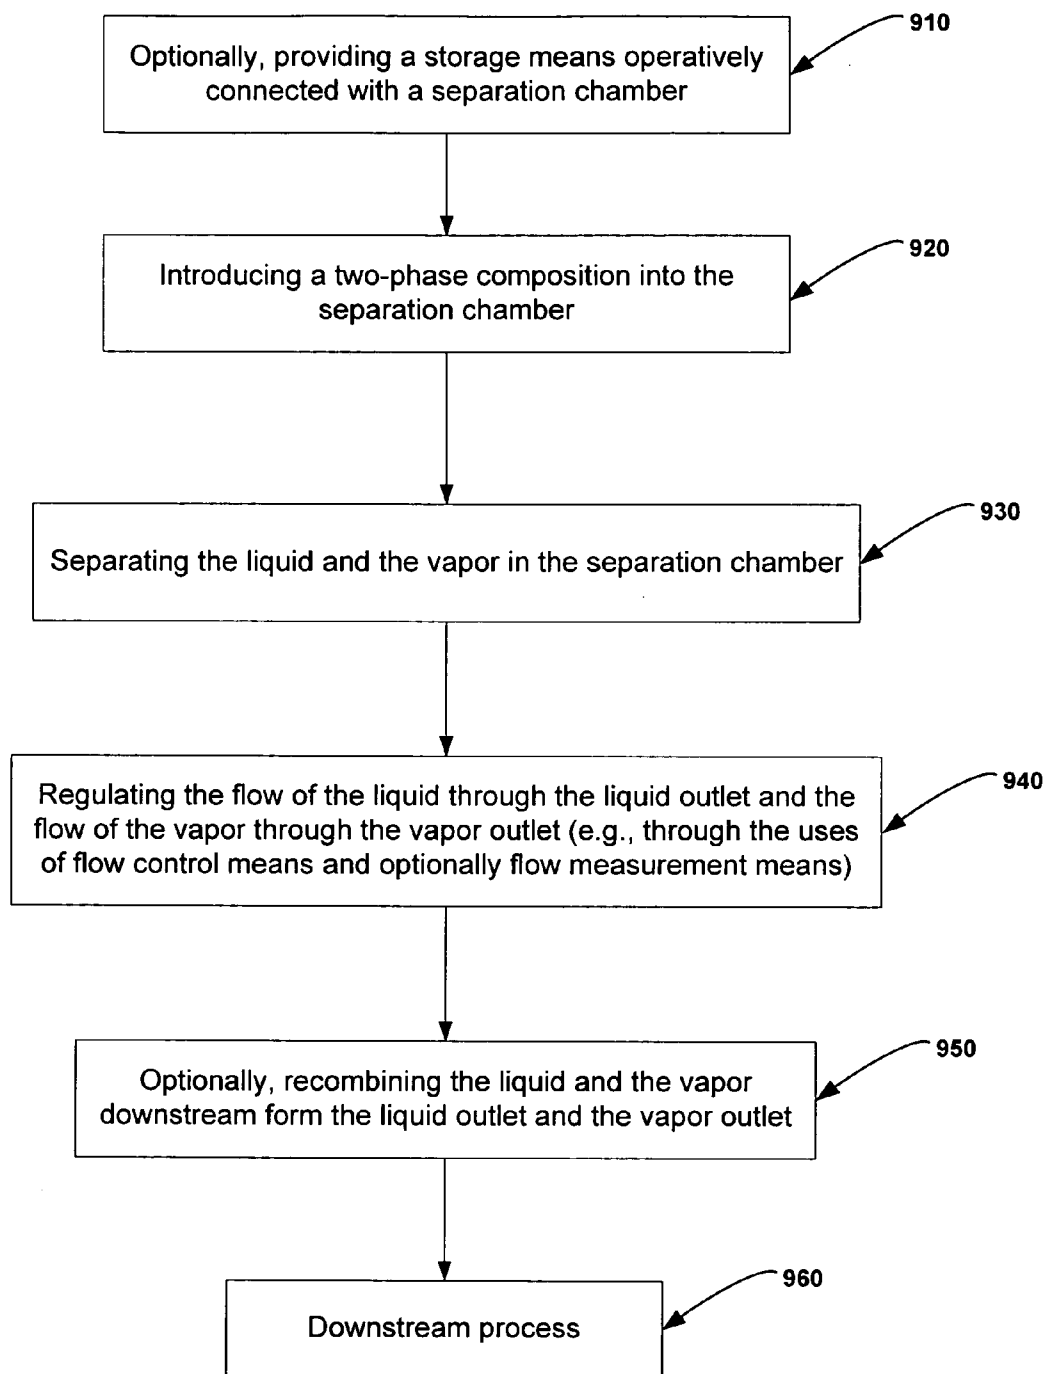 910
Optionally, providing a storage means operatively
connected with a separation chamber
920
Introducing a two-phase composition into the
separation chamber
930
Separating the liquid and the vapor in the separation chamber
940
Regulating the flow of the liquid through the liquid outlet and the
flow of the vapor through the vapor outlet (e.g., through the uses
of flow control means and optionally flow measurement means)
950
Optionally, recombining the liquid and the vapor
downstream form the liquid outlet and the vapor outlet
960
Downstream process